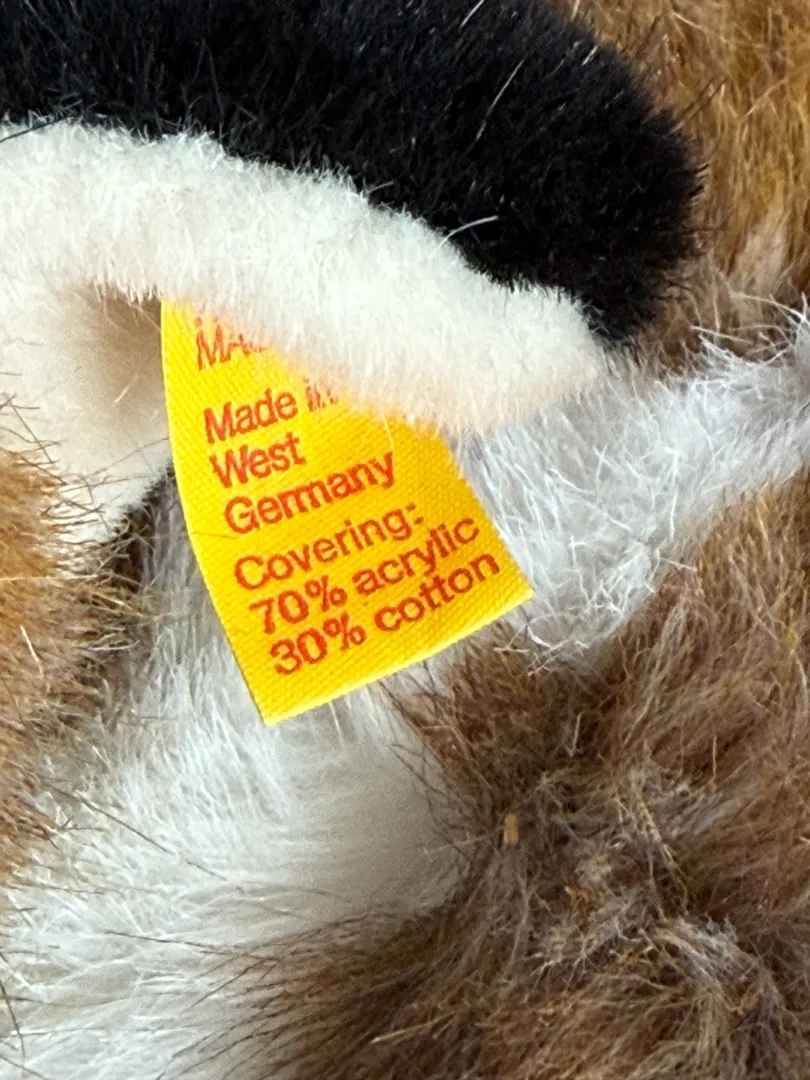 Made in
West
Germany
Covering:
70% acrylic
30% cotton